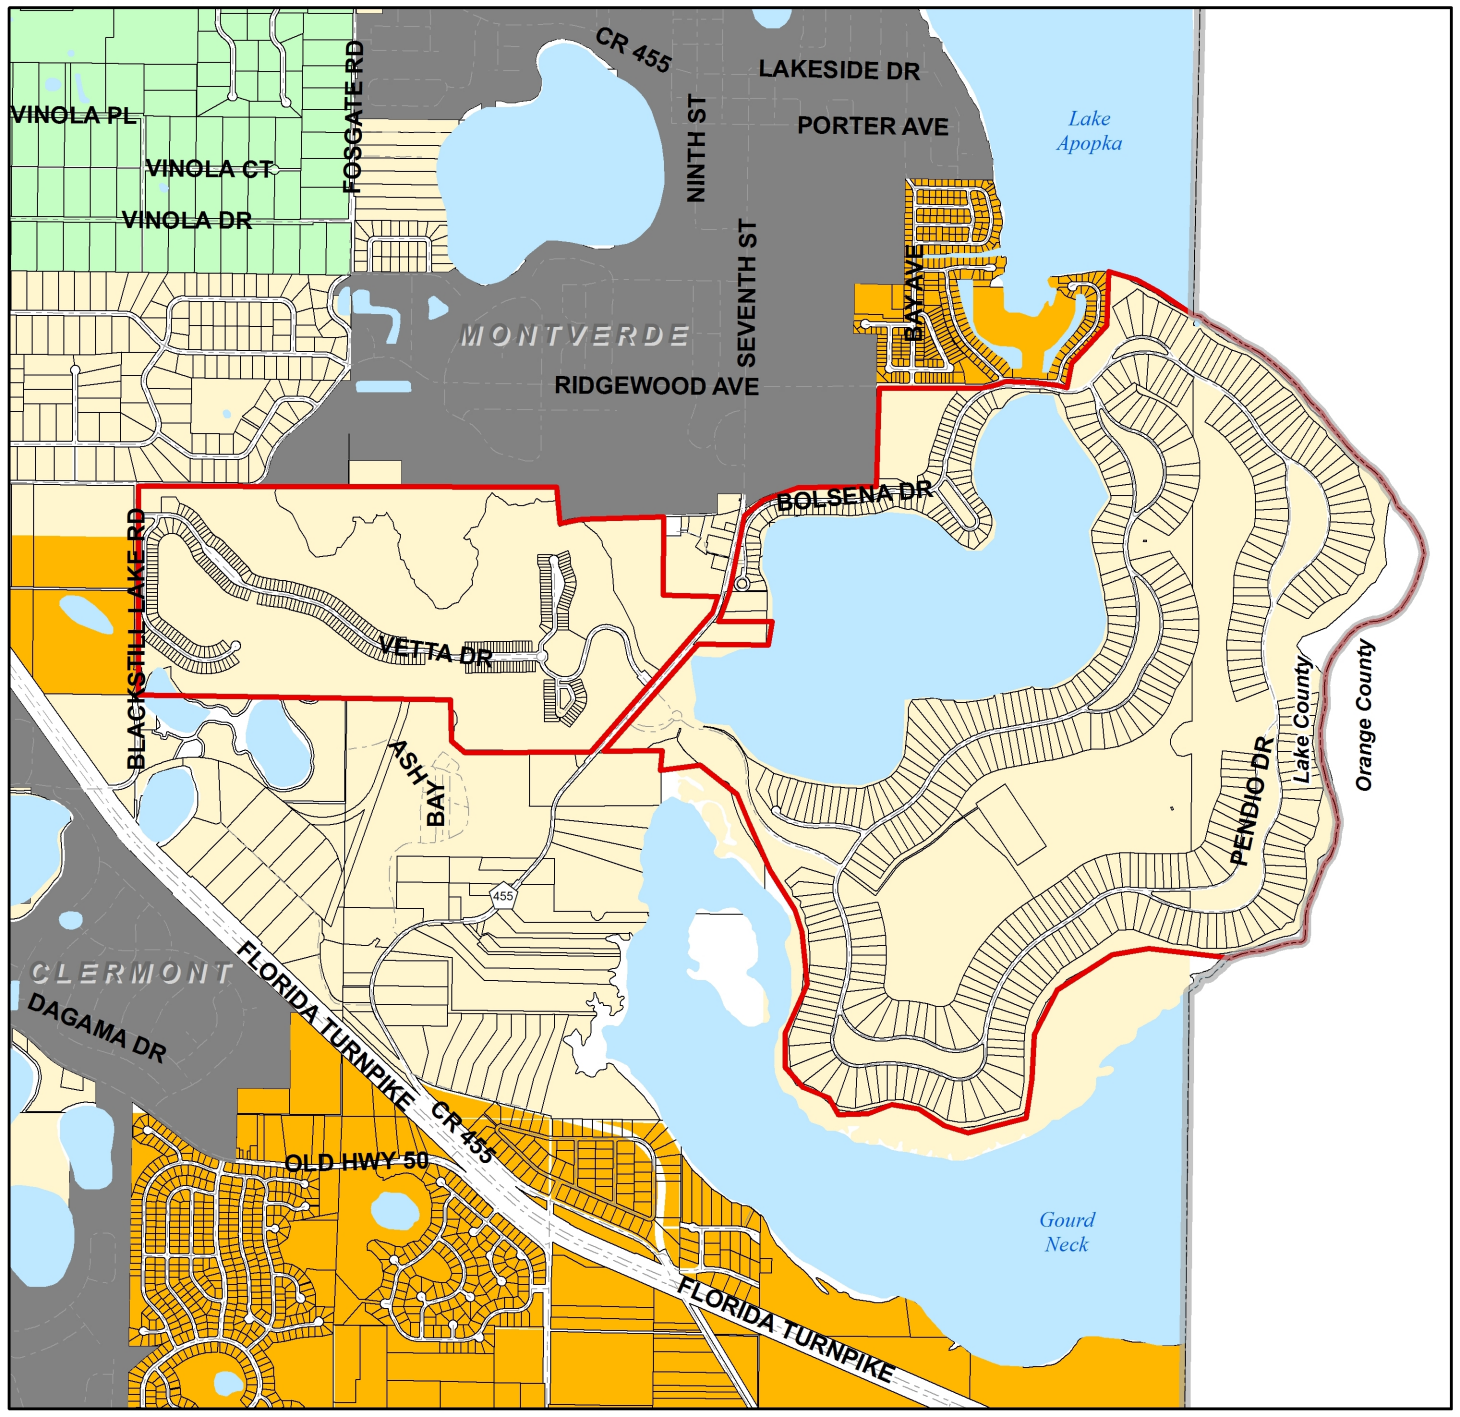 CR 455
LAKESIDE DR
FOSGATE RD
VINOLA PL
NINTH ST
PORTER AVE
Lake
Apopka
VINOLA CT
VINOLA DR
SEVENTH ST
BAY AVE
MONTVERDE
RIDGEWOOD AVE
BOLSENA DR
BLACKSTILL LAKE RD
VETTA DR
Lake County
Orange County
ASHY
BAY
PENDIO DR
455
CLERMONT
FLORIDA TURNPIKE
DAGAMA DR
CR 455
OLD HWY 50
Gourd
Neck
FLORIDA TURNPIKE